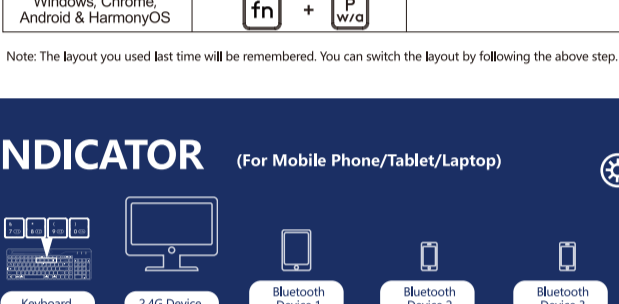 Windows, Chrome,
Android & HarmonyOS
fn + P
w/a
Note: The layout you used last time will be remembered. You can switch the layout by following the above step.
NDICATOR (For Mobile Phone/Tablet/Laptop)
Keyboard
2.4G Device
Bluetooth
Device 1
Bluetooth
Device 2
Bluetooth